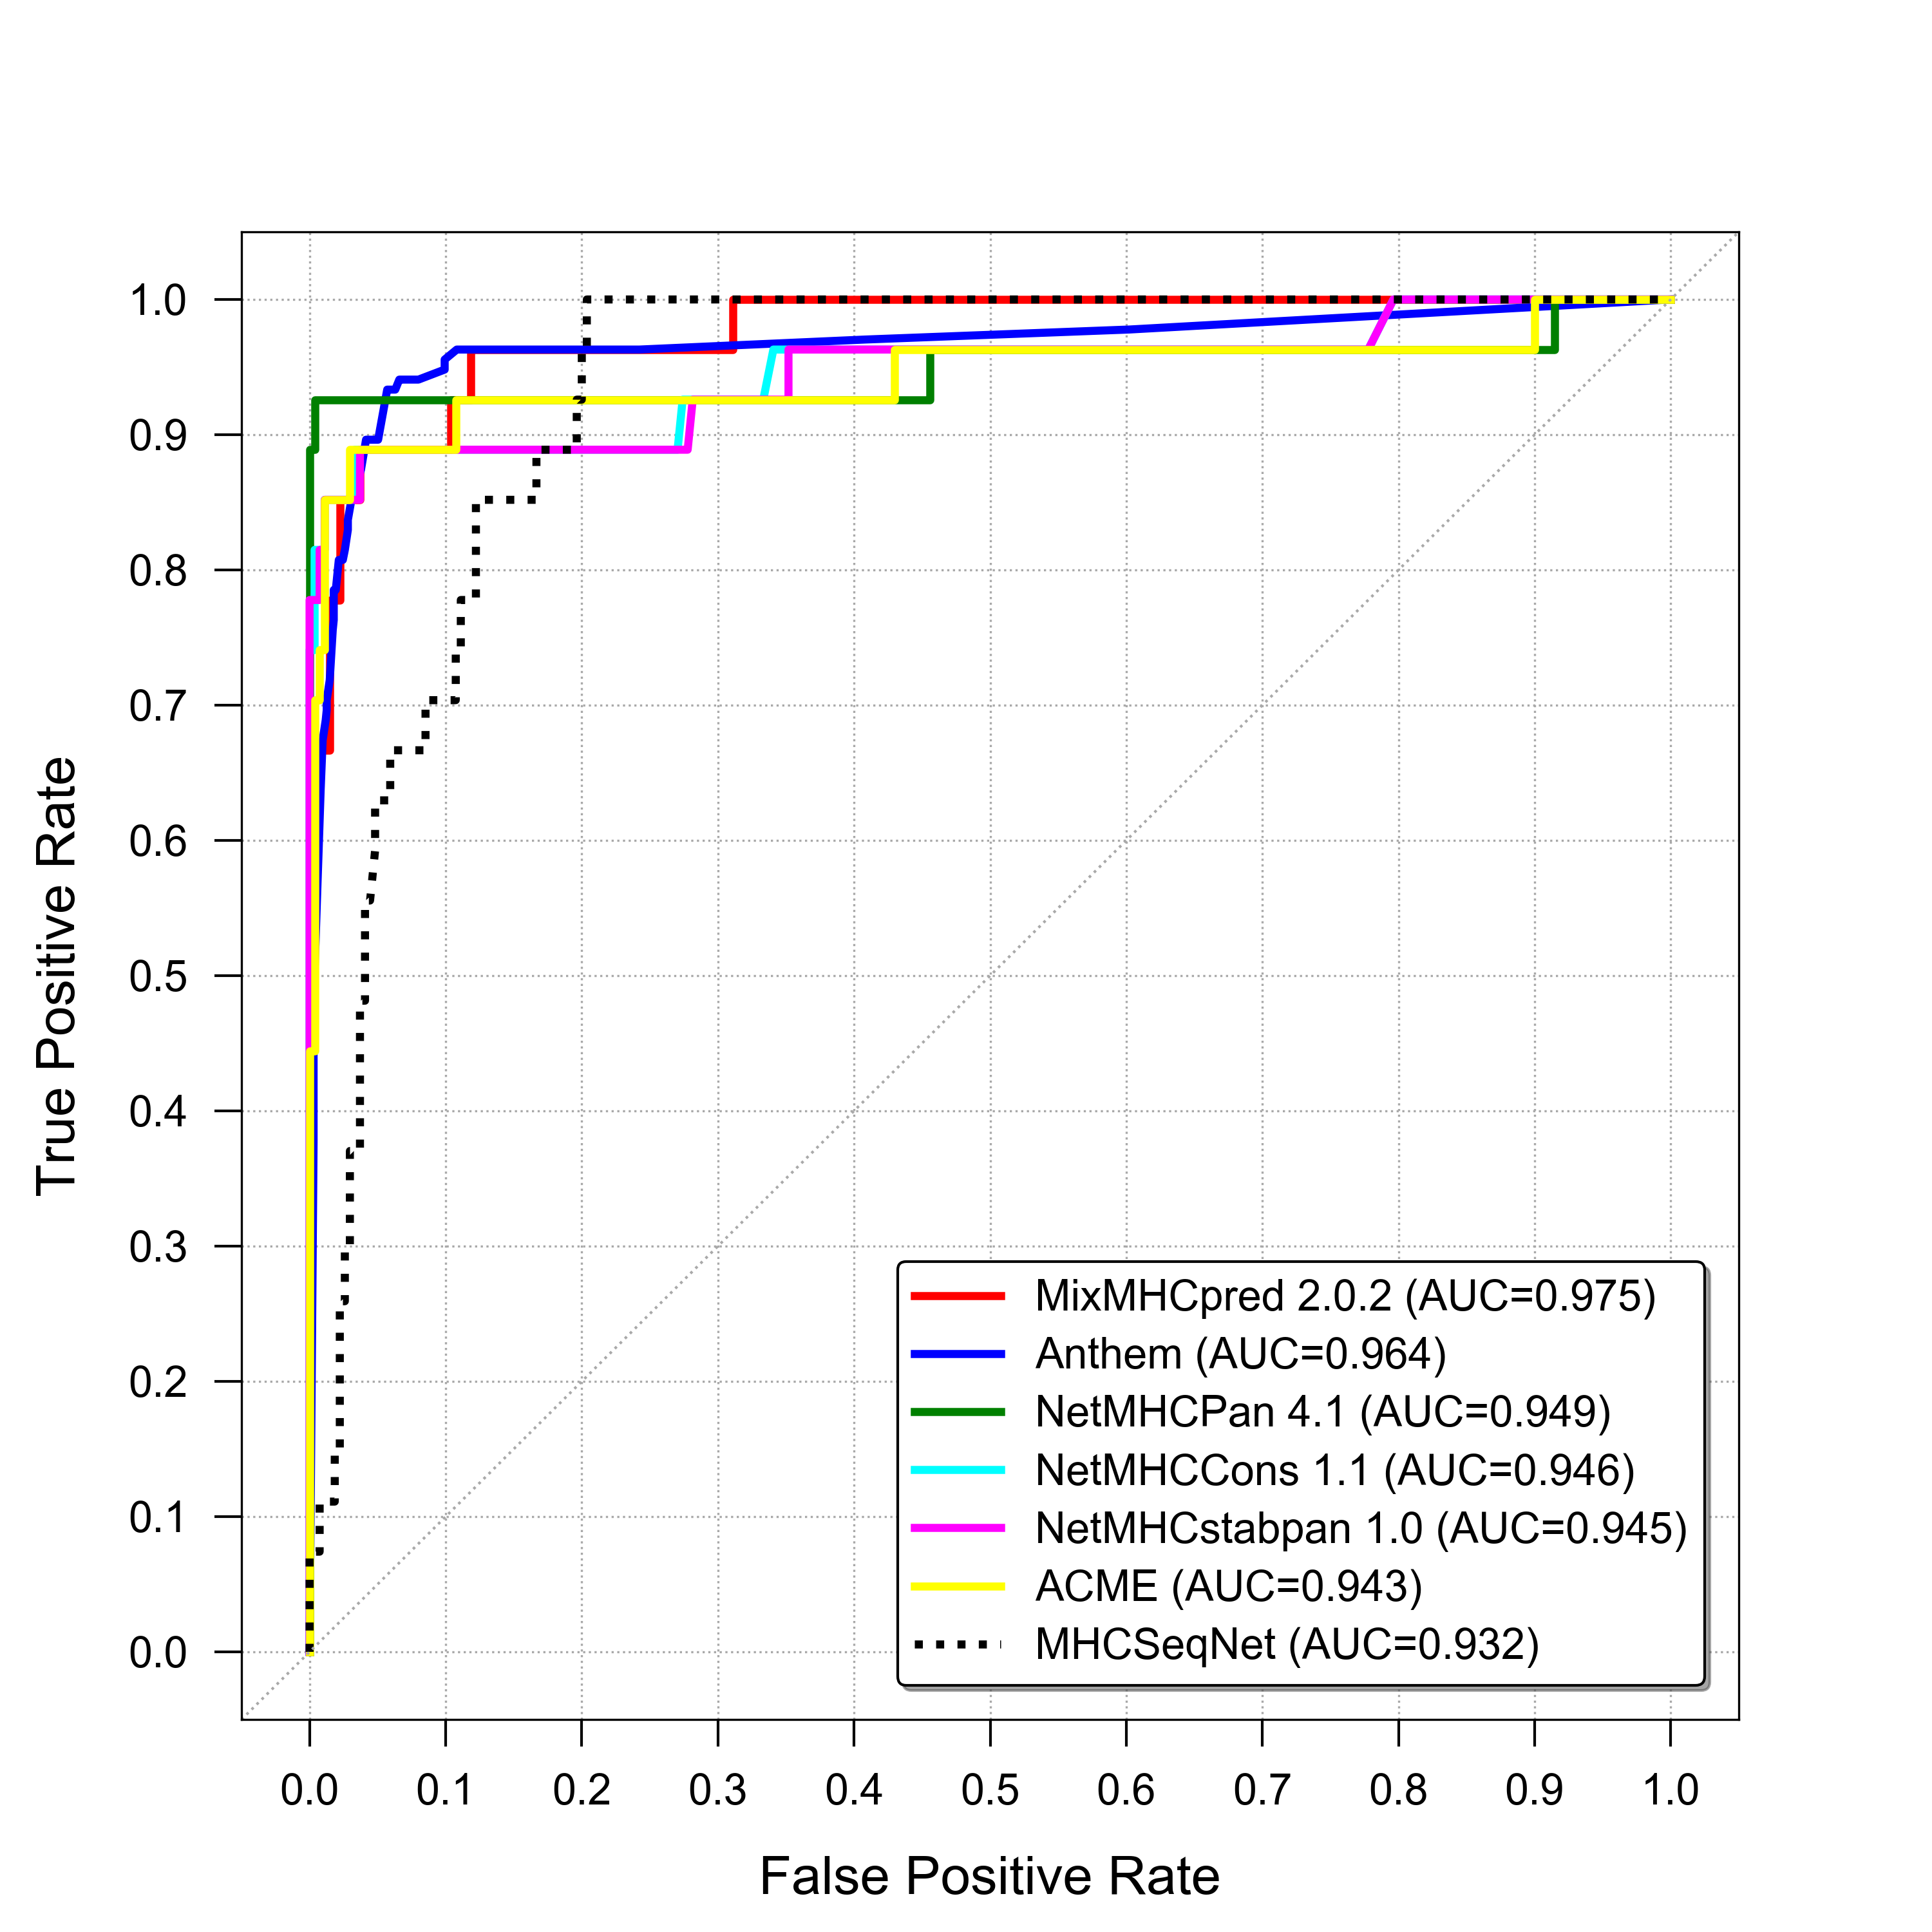 1.0
0.9
0.8
0.7
0.6
0.5
0.4
0.3
0.2
0.1
0.0
True Positive Rate
MixMHCpred 2.0.2 (AUC=0.975)
Anthem (AUC=0.964)
NetMHCPan 4.1 (AUC=0.949)
NetMHCCons 1.1 (AUC=0.946)
NetMHCstabpan 1.0 (AUC=0.945)
ACME (AUC=0.943)
MHCSeqNet (AUC=0.932)
0.0 0.1 0.2 0.3 0.4 0.5 0.6 0.7 0.8 0.9 1.0
False Positive Rate